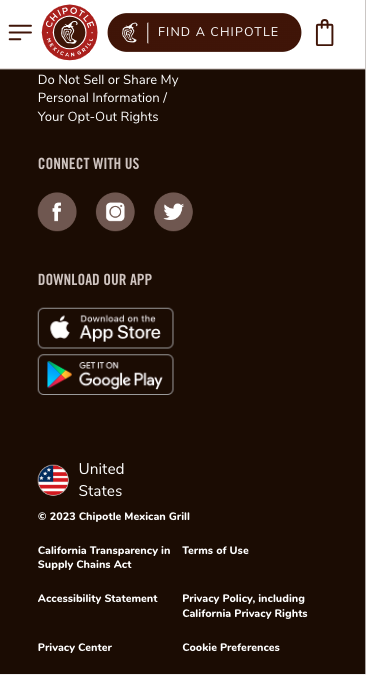 CHIPOTLE
MEXICAN GRILL
FIND A CHIPOTLE
Do Not Sell or Share My
Personal Information /
Your Opt-Out Rights
CONNECT WITH US
DOWNLOAD OUR APP
Download on the
App Store
GET IT ON
Google Play
United
States
© 2023 Chipotle Mexican Grill
California Transparency in
Supply Chains Act
Terms of Use
Accessibility Statement
Privacy Policy, including
California Privacy Rights
Privacy Center
Cookie Preferences